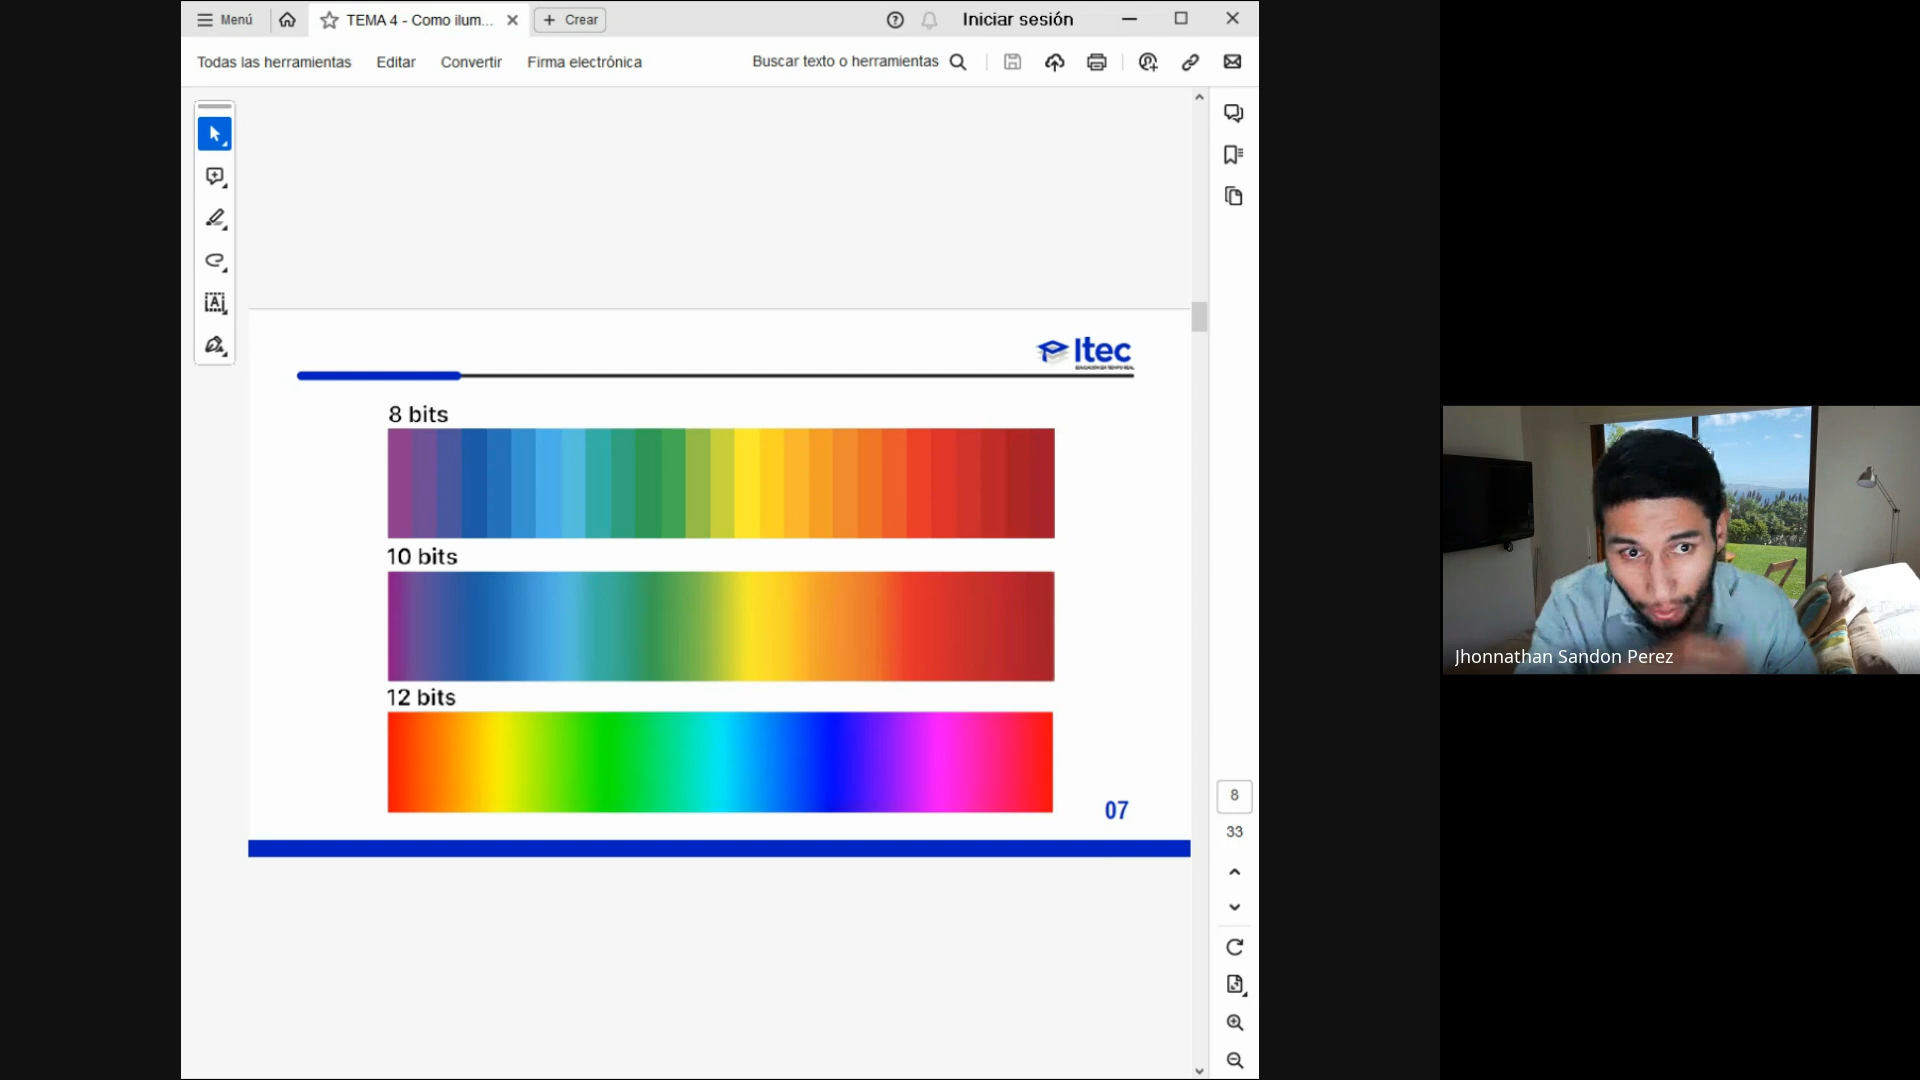 Menú
TEMA 4 - Como ilum...
Crear
Iniciar sesión
Todas las herramientas
Editar
Convertir
Firma electrónica
Buscar texto o herramientas
Itec
8 bits
10 bits
12 bits
07
8
33
Jhonnathan Sandon Perez